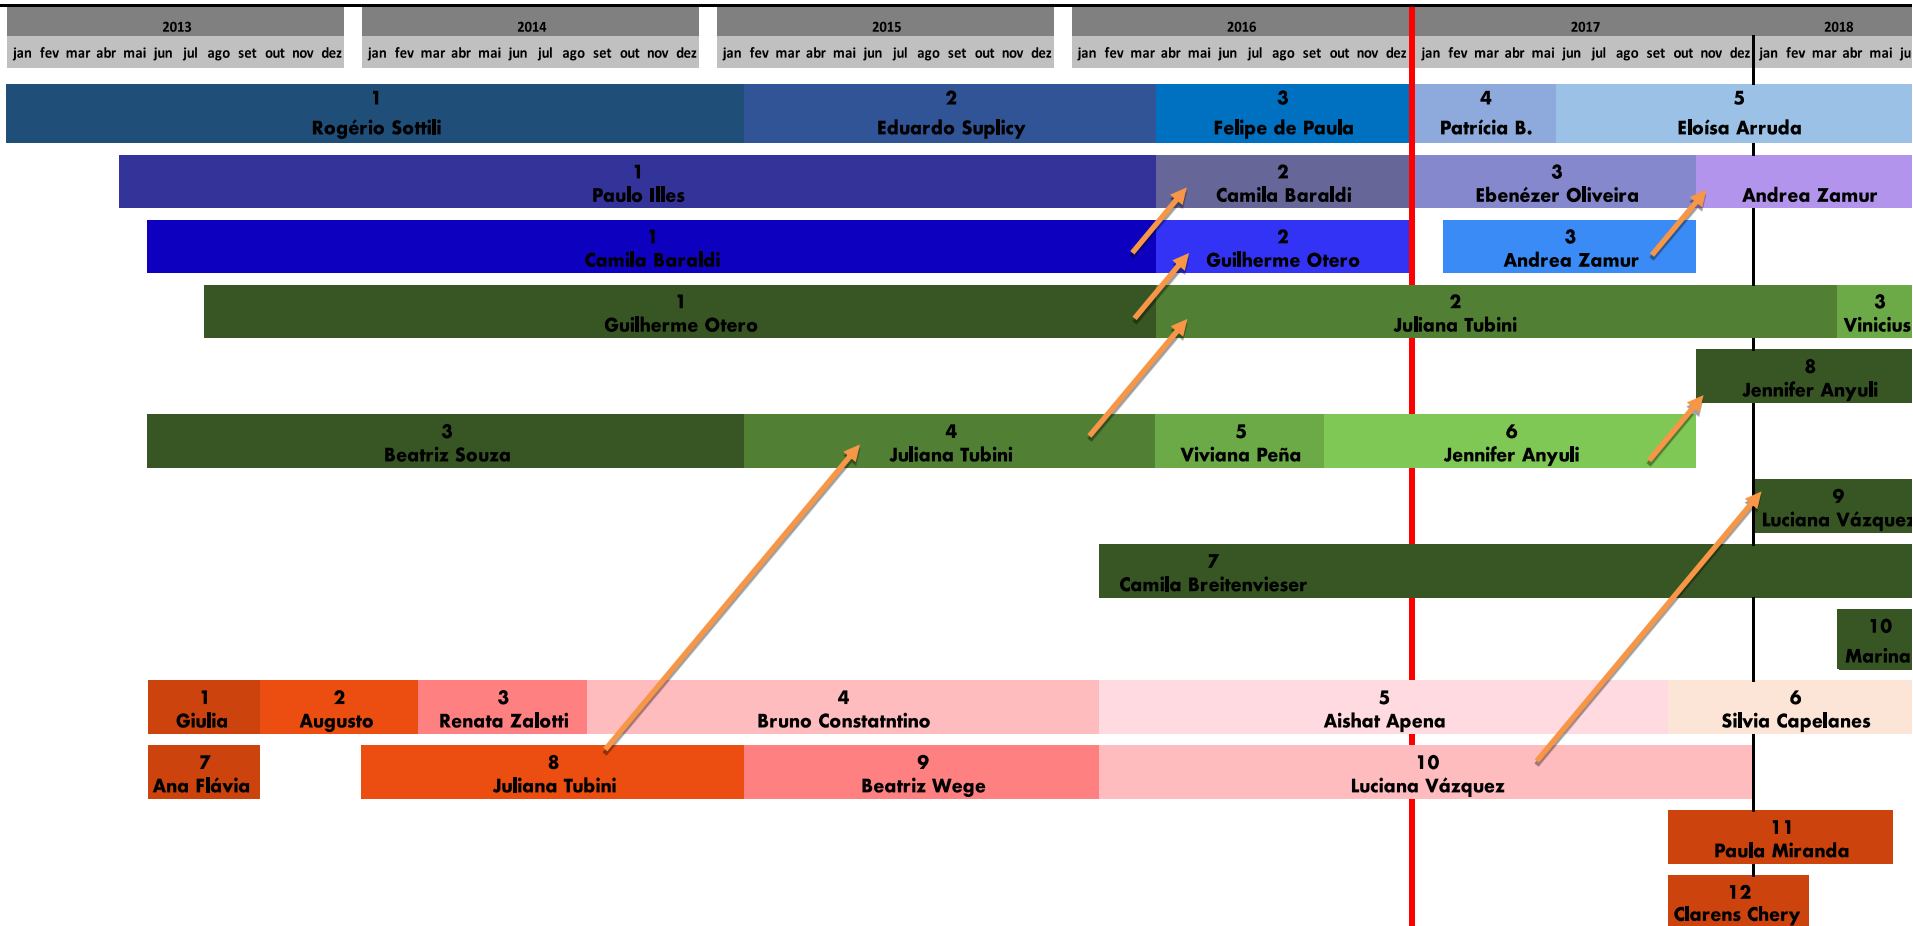 2013 2014 2015 2016 2017 2018
jan fev mar abr mai jun jul ago set out nov dez jan fev mar abr mai jun jul ago set out nov dez jan fev mar abr mai jun jul ago set out nov dez jan fev mar abr mai jun jul ago set out nov dez jan fev mar abr mai jun jul ago set out nov dez jan fev mar abr mai ju
1 2 3 4 5
Rogério Sottili Eduardo Suplicy Felipe de Paula Patrícia B. Eloísa Arruda
1 2 3
Paulo Illes Camila Baraldi Ebenézer Oliveira Andrea Zamur
1 2 3
Camila Baraldi Guilherme Otero Andrea Zamur
1 2 3
Guilherme Otero Juliana Tubini Vinicius
8
Jennifer Anyuli
3 4 5 6
Beatriz Souza Juliana Tubini Viviana Peña Jennifer Anyuli
9
Luciana Vázquez
7
Camila Breitenvieser
10
Marina
1 2 3 4 5 6
Giulia Augusto Renata Zalotti Bruno Constatntino Aishat Apena Silvia Capelanes
7 8 9 10
Ana Flávia Juliana Tubini Beatriz Wege Luciana Vázquez
11
Paula Miranda
12
Clarens Chery